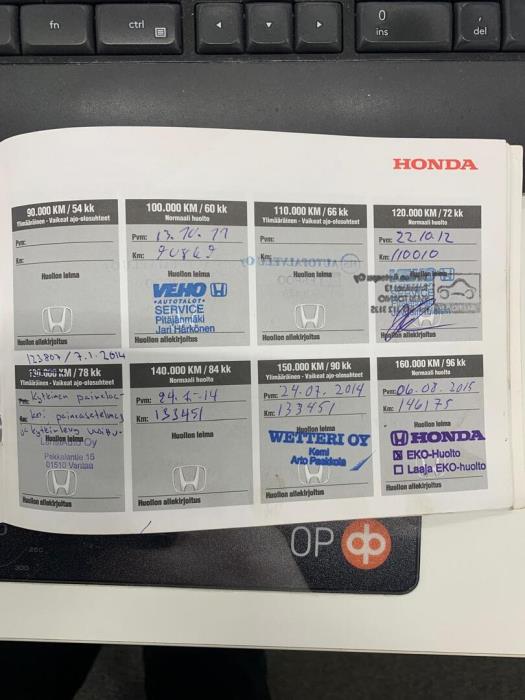 fn
ctrl
0
ins
del
HONDA
90.000 KM / 54 kk
Ylimääräinen - Vaikeat ajo-olosuhteet
Pvm:
Km:
Huollon leima
Huollon allekirjoitus
100.000 KM / 60 kk
Normaali huolto
Pvm: 13.10.11
Km: 90869
Huollon leima
VEHO
AUTOTALOT
SERVICE
Pitäjänmäki
Jari Härkönen
Huollon allekirjoitus
110.000 KM / 66 kk
Ylimääräinen - Vaikeat ajo-olosuhteet
Pvm:
Km:
Huollon leima
Huollon allekirjoitus
120.000 KM / 72 kk
Normaali huolto
Pvm: 22.10.12
Km: 110010
Huollon leima
Huollon allekirjoitus
123807 / 7.1.2014
130.000 KM / 78 kk
Ylimääräinen - Vaikeat ajo-olosuhteet
Pvm: kytkimen
Km:
Huollon leima
Oy
Pakkalantie 15
01510 Vantaa
Huollon allekirjoitus
140.000 KM / 84 kk
Normaali huolto
Pvm:
Km: 133451
Huollon leima
Huollon allekirjoitus
150.000 KM / 90 kk
Ylimääräinen - Vaikeat ajo-olosuhteet
Pvm: 24.07.2014
Km: 133451
Huollon leima
WETTERI OY
Kemi
Arto Paakkola
Huollon allekirjoitus
160.000 KM / 96 kk
Normaali huolto
Pvm: 06.08.2015
Km: 146175
Huollon leima
HONDA
EKO-Huolto
Laaja EKO-huolto
Huollon allekirjoitus
OP